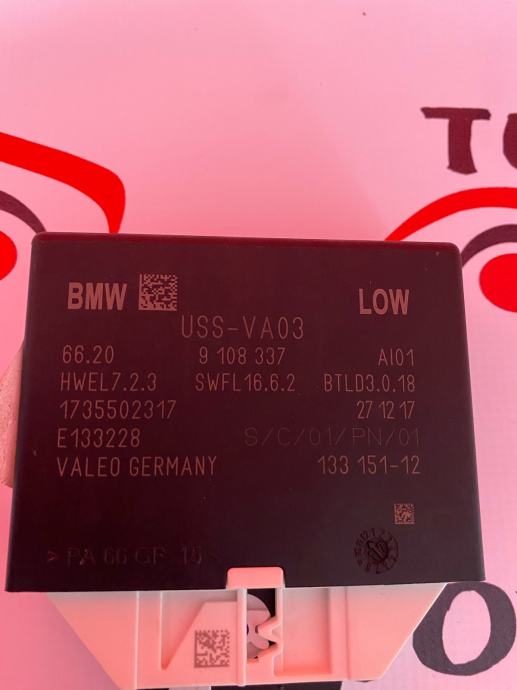 TU
BMW LOW
USS-VA03
66.20 9 108 337 AI01
HWEL7.2.3 SWFL16.6.2 BTLD3.0.18
1735502317 27 12 17
E133228 S/C/01/PN/01
VALEO GERMANY 133 151-12
> PA 66 GF 15